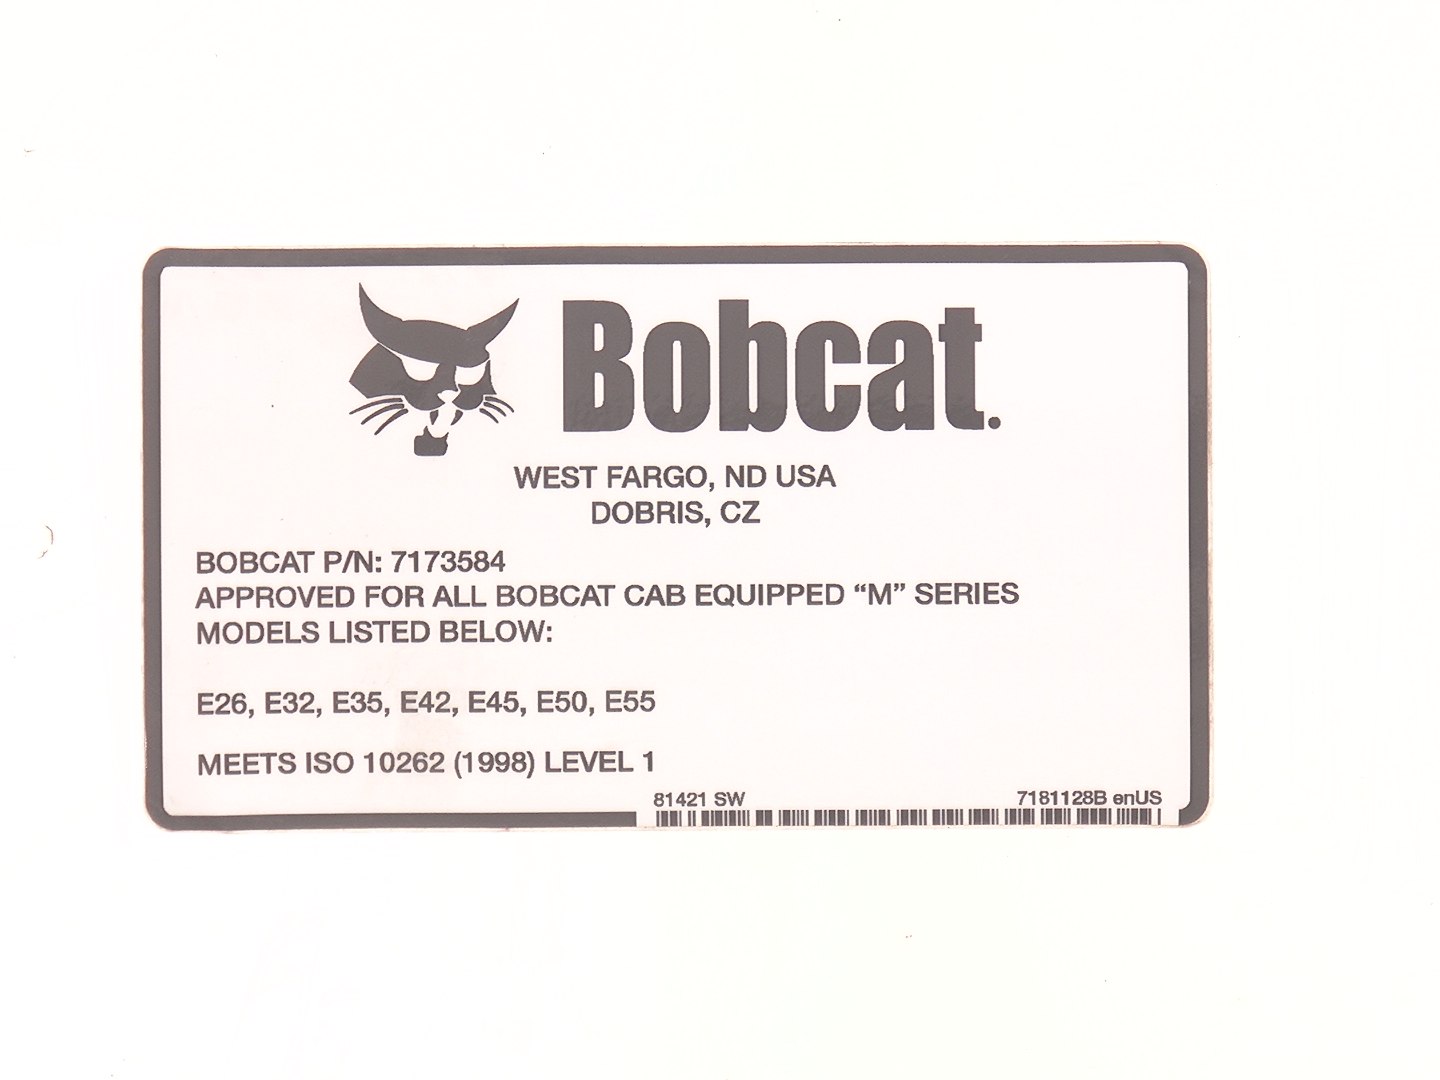 Bobcat.
WEST FARGO, ND USA
DOBRIS, CZ
BOBCAT P/N: 7173584
APPROVED FOR ALL BOBCAT CAB EQUIPPED “M” SERIES
MODELS LISTED BELOW:
E26, E32, E35, E42, E45, E50, E55
MEETS ISO 10262 (1998) LEVEL 1
81421 SW 7181128B enUS